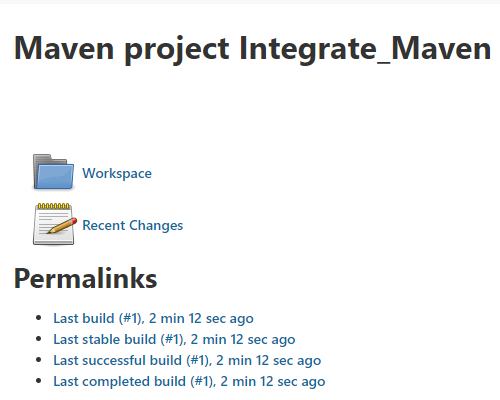 Maven project Integrate_Maven
Workspace
Recent Changes
Permalinks
Last build (#1), 2 min 12 sec ago
Last stable build (#1), 2 min 12 sec ago
Last successful build (#1), 2 min 12 sec ago
Last completed build (#1), 2 min 12 sec ago